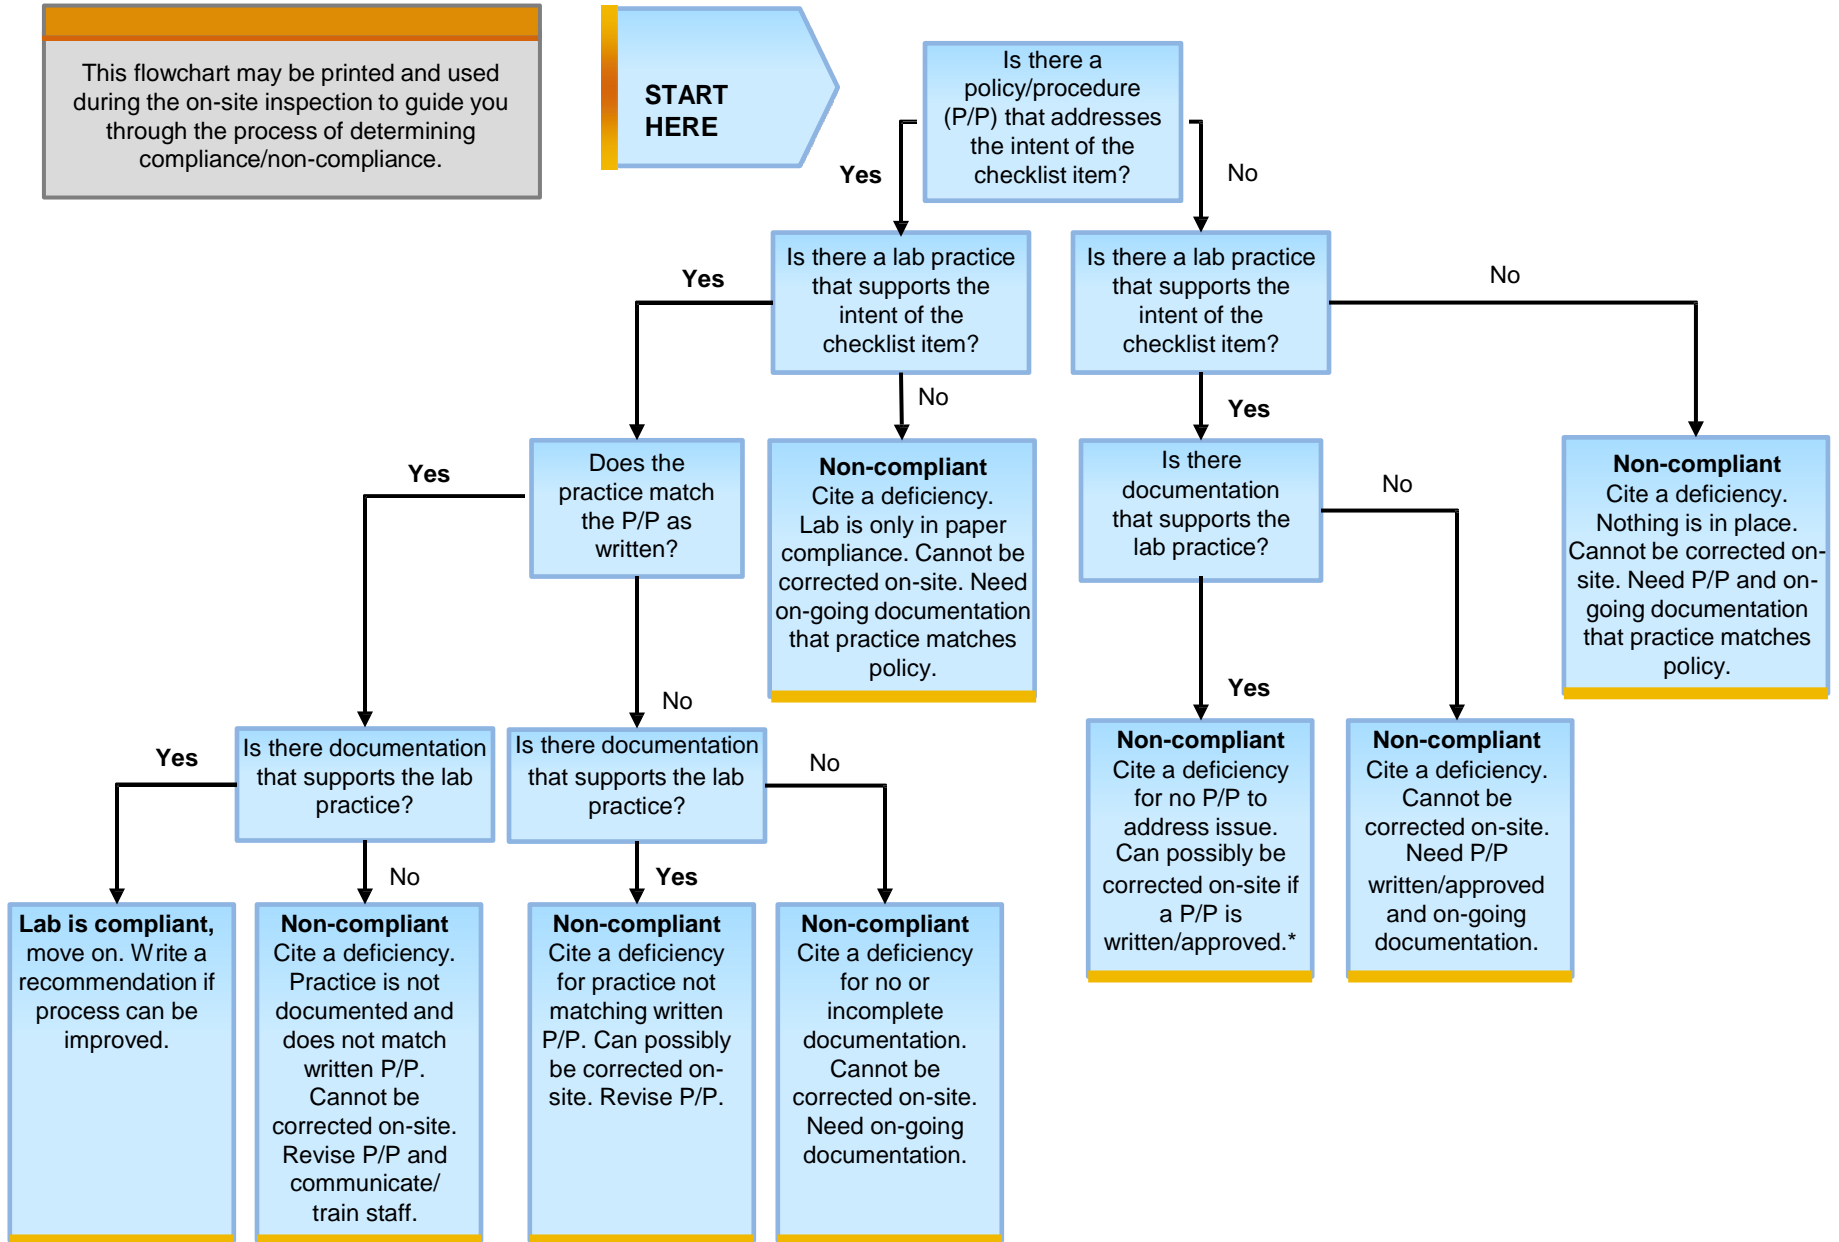 This flowchart may be printed and used
during the on-site inspection to guide you
through the process of determining
compliance/non-compliance.
START
HERE
Is there a
policy/procedure
(P/P) that addresses
the intent of the
checklist item?
Yes
No
Is there a lab practice
that supports the
intent of the
checklist item?
Is there a lab practice
that supports the
intent of the
checklist item?
Yes
No
No
Yes
Does the
practice match
the P/P as
written?
Non-compliant
Cite a deficiency.
Lab is only in paper
compliance. Cannot be
corrected on-site. Need
on-going documentation
that practice matches
policy.
Is there
documentation
that supports the
lab practice?
Non-compliant
Cite a deficiency.
Nothing is in place.
Cannot be corrected on-
site. Need P/P and on-
going documentation
that practice matches
policy.
Yes
No
No
Yes
Is there documentation
that supports the lab
practice?
Is there documentation
that supports the lab
practice?
Non-compliant
Cite a deficiency
for no P/P to
address issue.
Can possibly be
corrected on-site if
a P/P is
written/approved.*
Non-compliant
Cite a deficiency.
Cannot be
corrected on-site.
Need P/P
written/approved
and on-going
documentation.
Yes
No
No
Yes
Lab is compliant,
move on. Write a
recommendation if
process can be
improved.
Non-compliant
Cite a deficiency.
Practice is not
documented and
does not match
written P/P.
Cannot be
corrected on-site.
Revise P/P and
communicate/
train staff.
Non-compliant
Cite a deficiency
for practice not
matching written
P/P. Can possibly
be corrected on-
site. Revise P/P.
Non-compliant
Cite a deficiency
for no or
incomplete
documentation.
Cannot be
corrected on-site.
Need on-going
documentation.